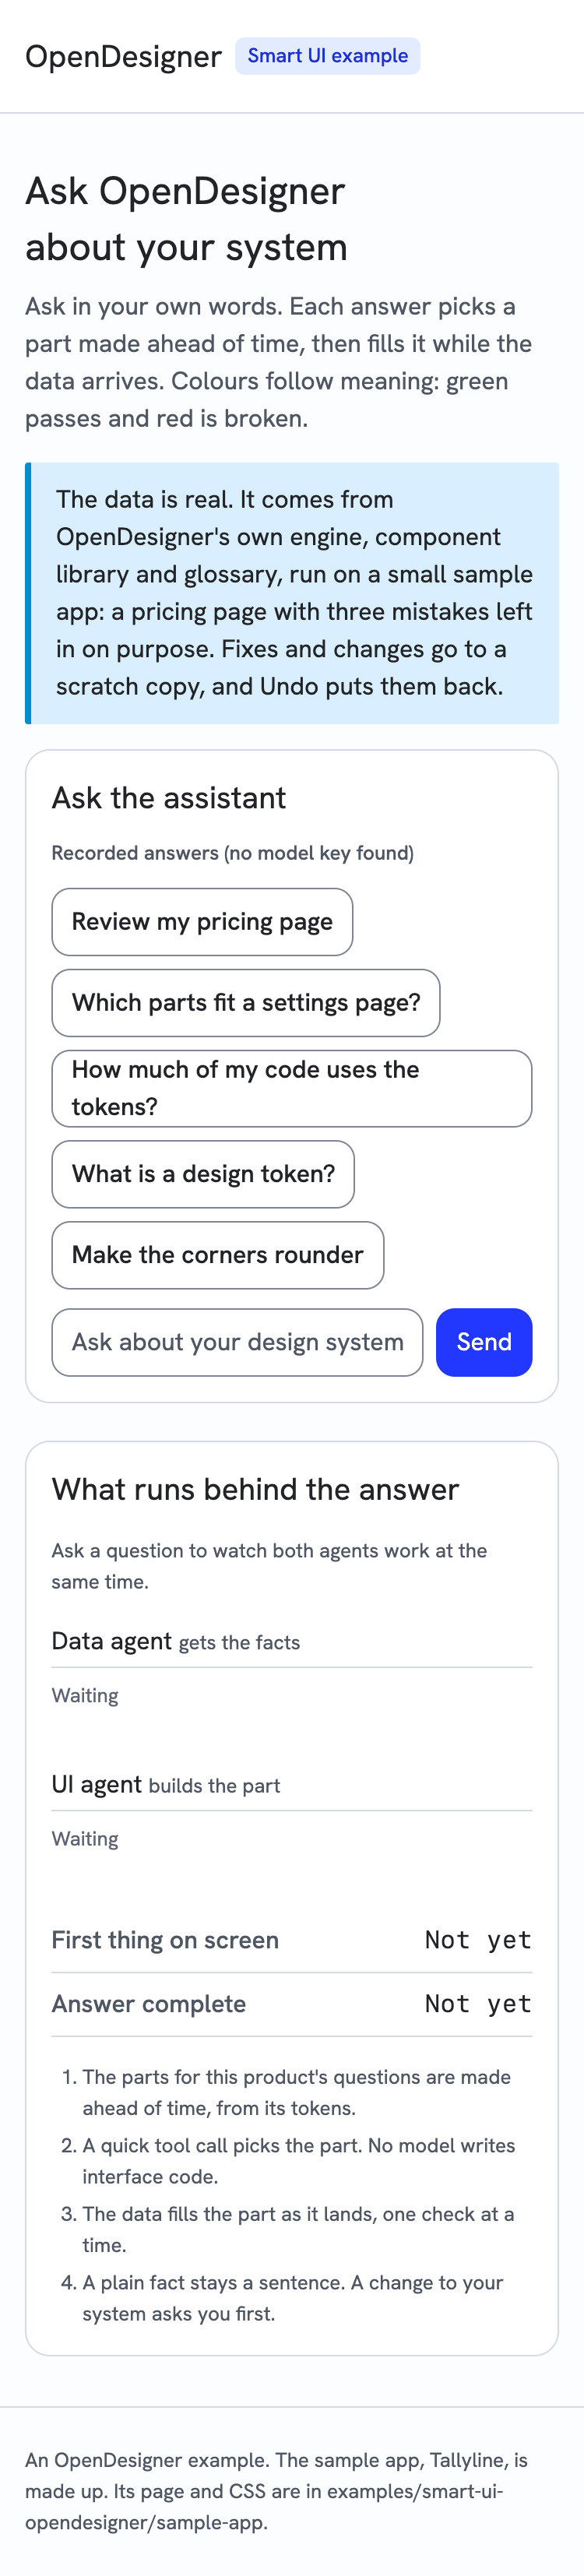 OpenDesigner
Smart UI example
Ask OpenDesigner
about your system
Ask in your own words. Each answer picks a
part made ahead of time, then fills it while the
data arrives. Colours follow meaning: green
passes and red is broken.
The data is real. It comes from
OpenDesigner's own engine, component
library and glossary, run on a small sample
app: a pricing page with three mistakes left
in on purpose. Fixes and changes go to a
scratch copy, and Undo puts them back.
Ask the assistant
Recorded answers (no model key found)
Review my pricing page
Which parts fit a settings page?
How much of my code uses the
tokens?
What is a design token?
Make the corners rounder
Ask about your design system
Send
What runs behind the answer
Ask a question to watch both agents work at the
same time.
Data agent gets the facts
Waiting
UI agent builds the part
Waiting
First thing on screen Not yet
Answer complete Not yet
1. The parts for this product's questions are made
ahead of time, from its tokens.
2. A quick tool call picks the part. No model writes
interface code.
3. The data fills the part as it lands, one check at a
time.
4. A plain fact stays a sentence. A change to your
system asks you first.
An OpenDesigner example. The sample app, Tallyline, is
made up. Its page and CSS are in examples/smart-ui-
opendesigner/sample-app.